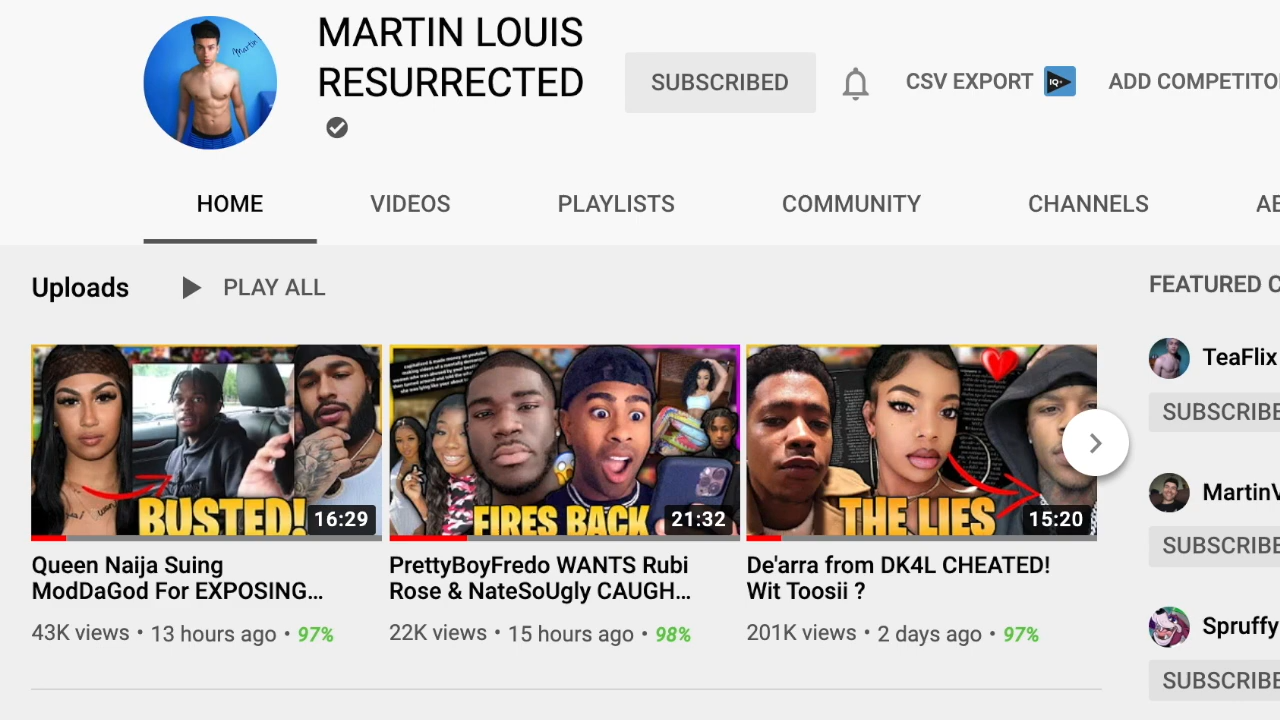 MARTIN LOUIS
RESURRECTED
Martin
SUBSCRIBED
CSV EXPORT
IQ+
ADD COMPETITO
HOME
VIDEOS
PLAYLISTS
COMMUNITY
CHANNELS
AB
Uploads
PLAY ALL
BUSTED!
16:29
Queen Naija Suing
ModDaGod For EXPOSING...
43K views • 13 hours ago • 97%
FIRES BACK
21:32
PrettyBoyFredo WANTS Rubi
Rose & NateSoUgly CAUGH...
22K views • 15 hours ago • 98%
THE LIES
15:20
De'arra from DK4L CHEATED!
Wit Toosii ?
201K views • 2 days ago • 97%
FEATURED C
TeaFlix
SUBSCRIBE
MartinV
SUBSCRIBE
Spruffy
SUBSCRIBE